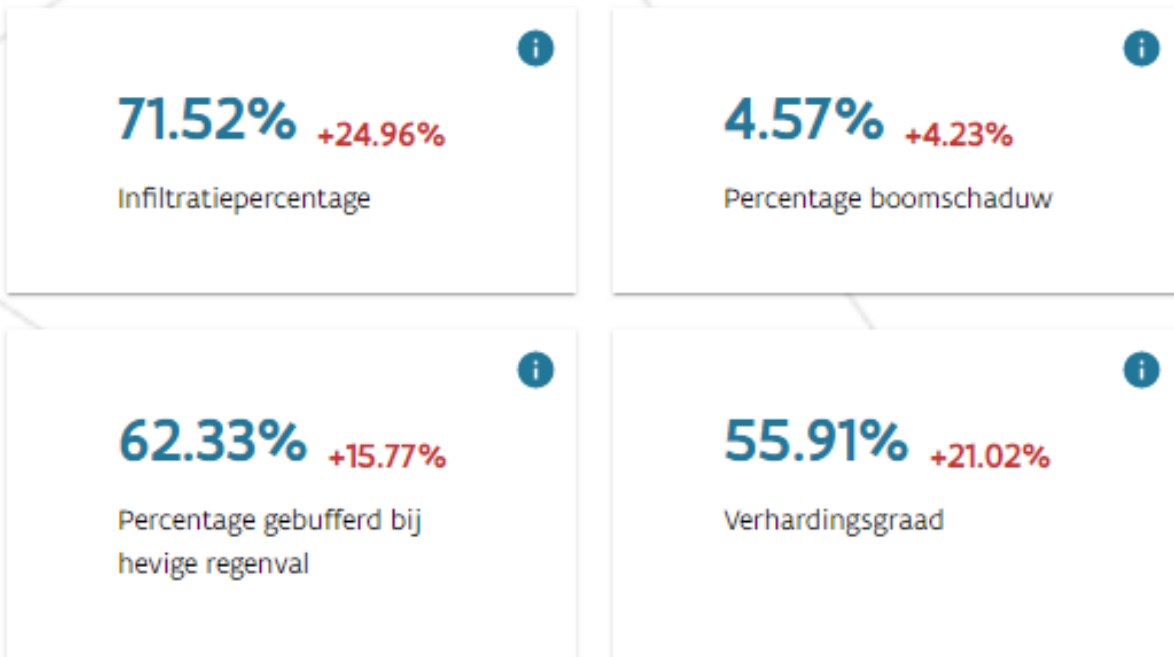 71.52% +24.96%
Infiltratiepercentage
4.57% +4.23%
Percentage boomschaduw
62.33% +15.77%
Percentage gebufferd bij
hevige regenval
55.91% +21.02%
Verhardingsgraad